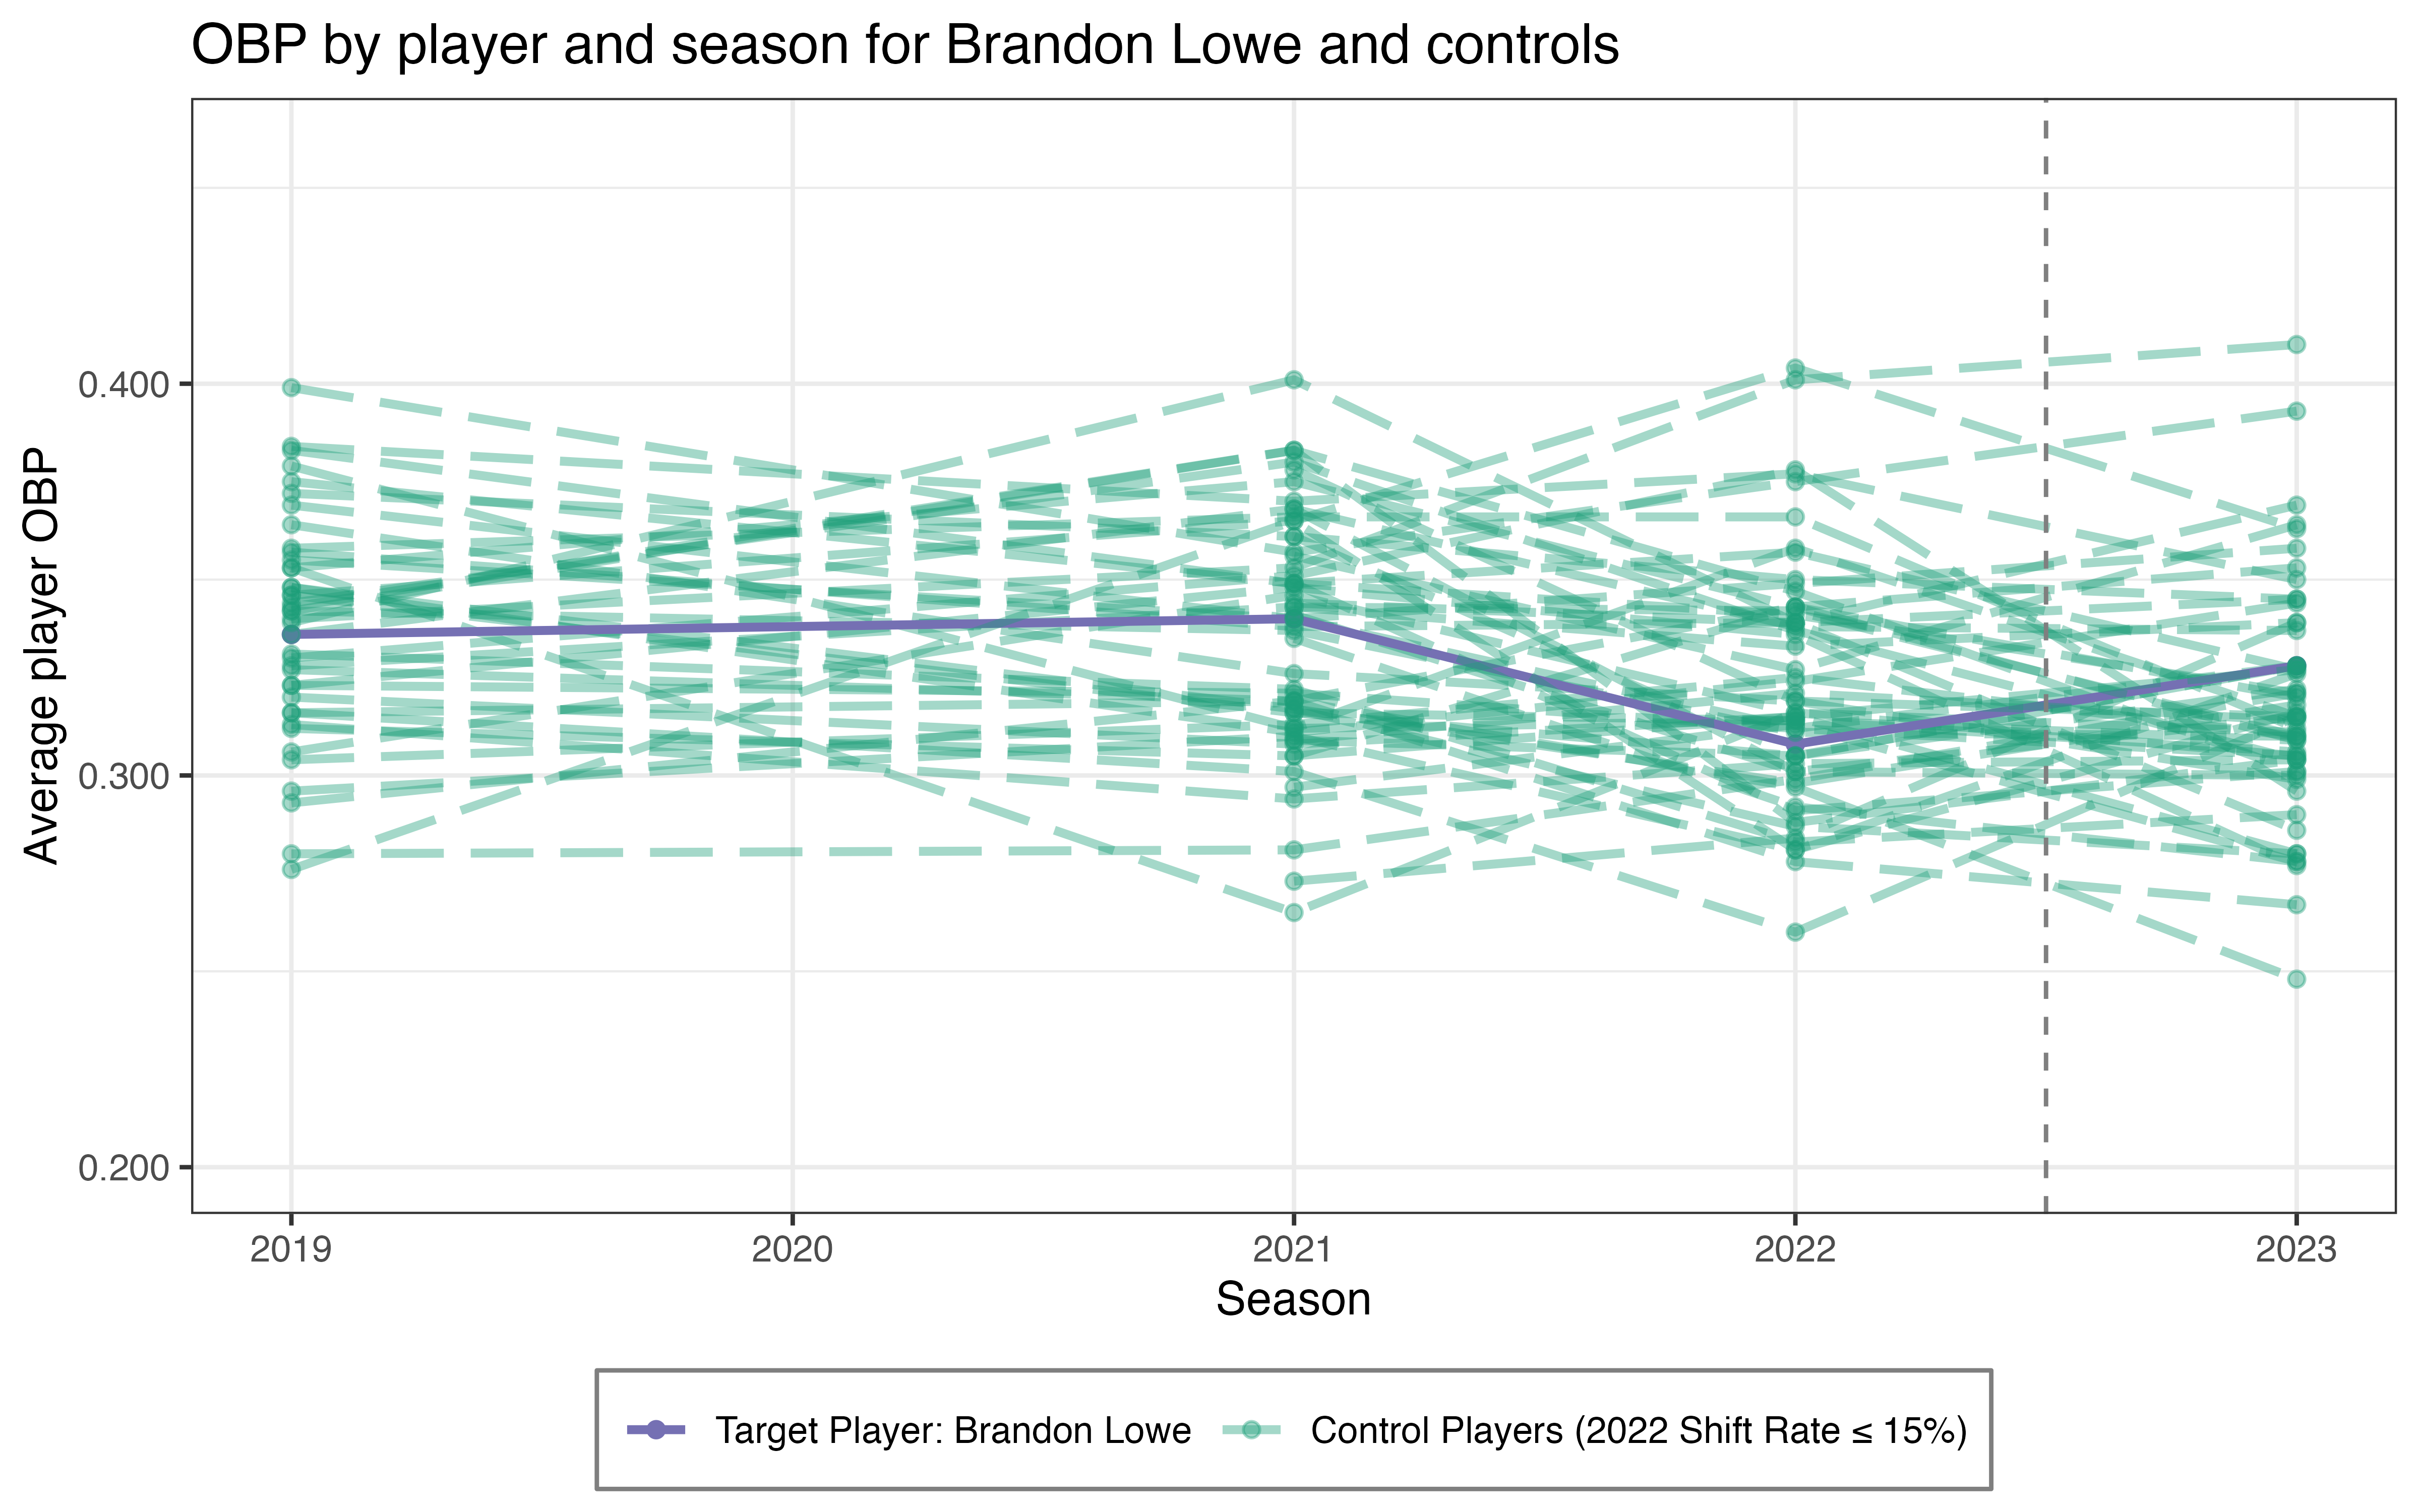 OBP by player and season for Brandon Lowe and controls
Average player OBP
0.400
0.300
0.200
2019 2020 2021 2022 2023
Season
Target Player: Brandon Lowe Control Players (2022 Shift Rate ≤ 15%)